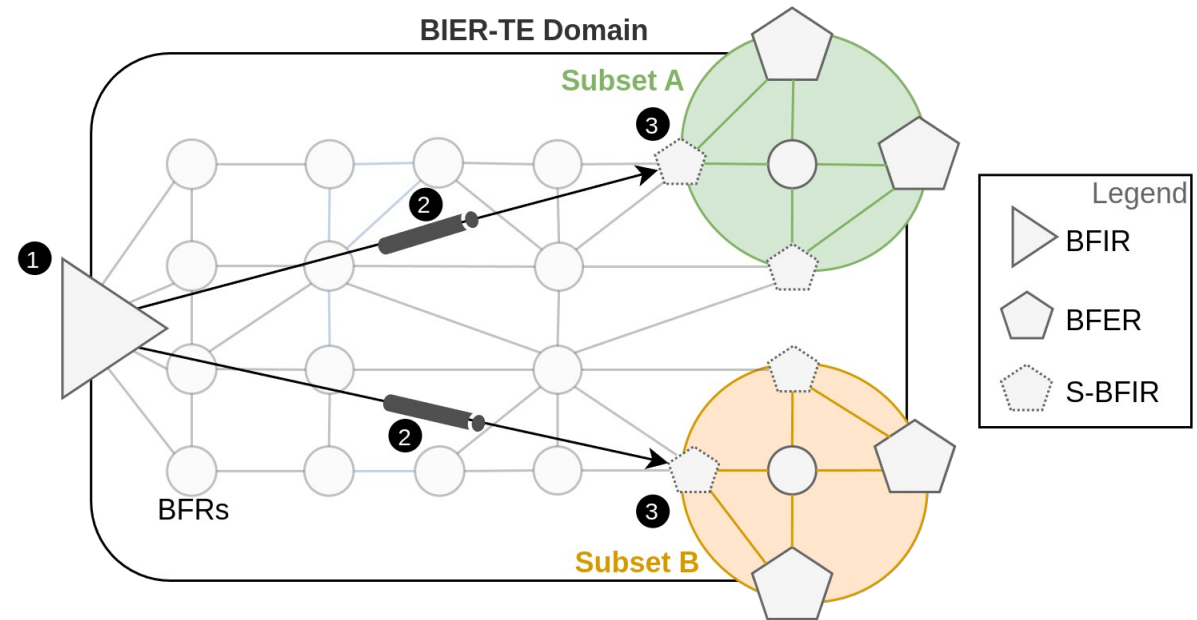 BIER-TE Domain
Subset A
3
Legend
2
BFIR
1
BFER
S-BFIR
2
BFRs
3
Subset B